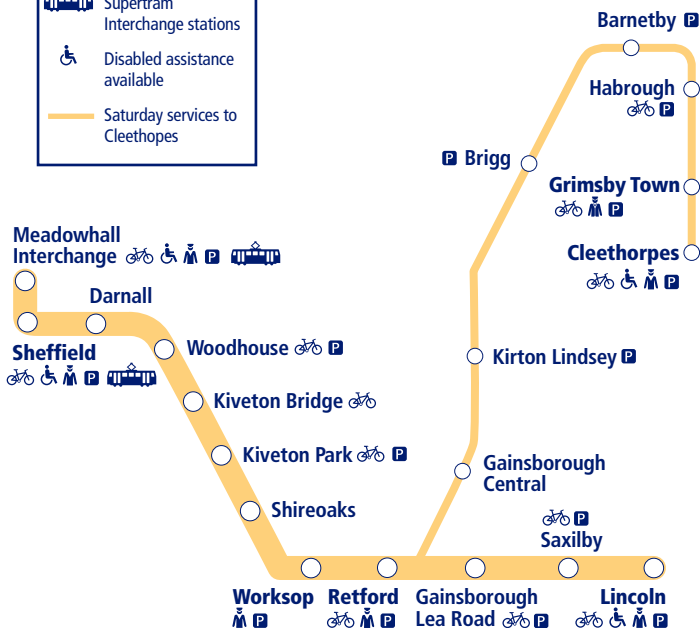 Supertram
Interchange stations
Disabled assistance
available
Saturday services to
Cleethopes
Barnetby P
Habrough
P
P Brigg
Grimsby Town
P
Cleethorpes
P
Meadowhall
Interchange P
Darnall
Sheffield
P
Woodhouse P
Kiveton Bridge
Kirton Lindsey P
Kiveton Park P
Gainsborough
Central
Shireoaks
P
Saxilby
Worksop
P
Retford
P
Gainsborough
Lea Road P
Lincoln
P